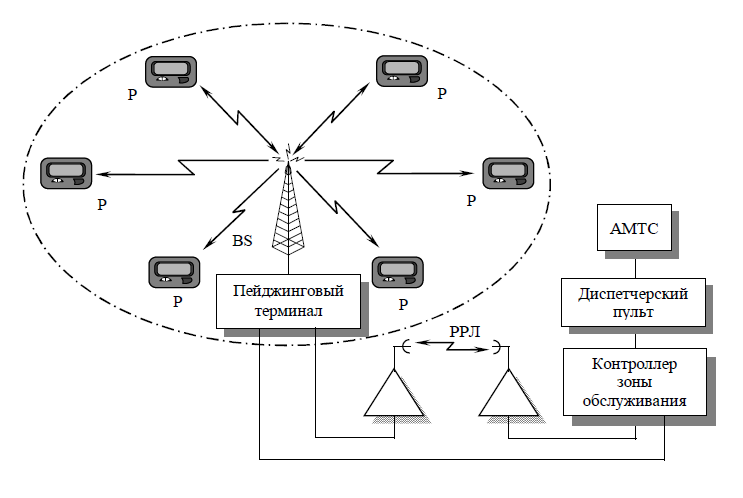 P
P
P
P
BS
P
P
АМТС
Пейджинговый
терминал
Диспетчерский
пульт
РРЛ
Контроллер
зоны
обслуживания